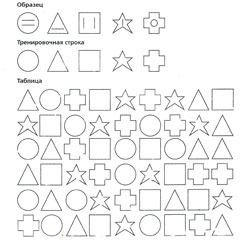 Образец
Тренировочная строка
Таблица